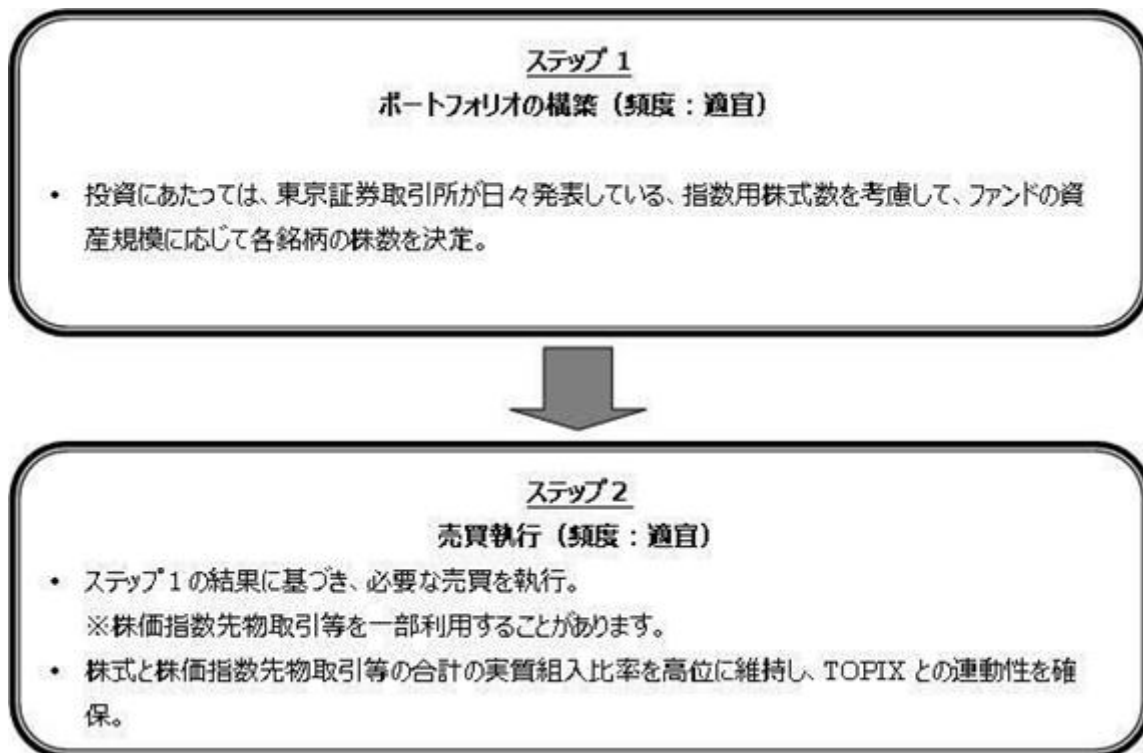 ステップ1
ポートフォリオの構築（頻度：適宜）
• 投資にあたっては、東京証券取引所が日々発表している、指数用株式数を考慮して、ファンドの資
産規模に応じて各銘柄の株数を決定。
ステップ2
売買執行（頻度：適宜）
• ステップ1の結果に基づき、必要な売買を執行。
※株価指数先物取引等を一部利用することがあります。
• 株式と株価指数先物取引等の合計の実質組入比率を高位に維持し、TOPIX との連動性を確
保。